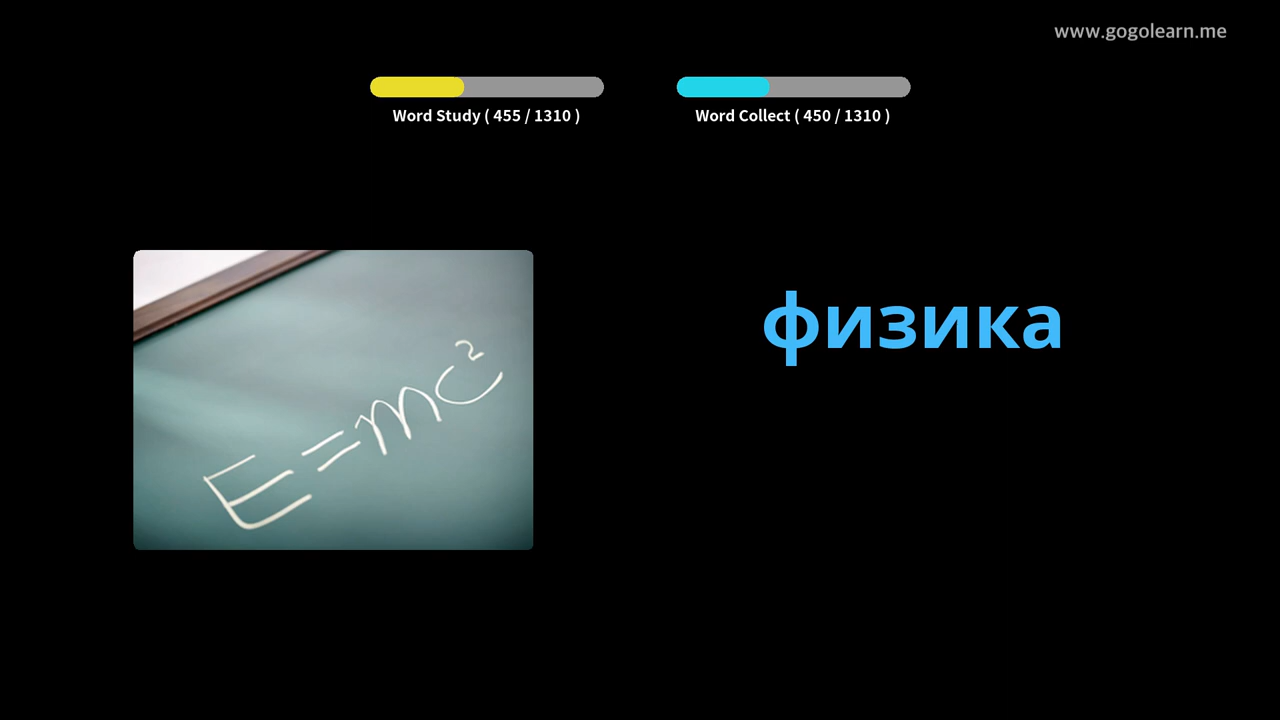 www.gogolearn.me
Word Study ( 455 / 1310 )
Word Collect ( 450 / 1310 )
E=mc²
физика